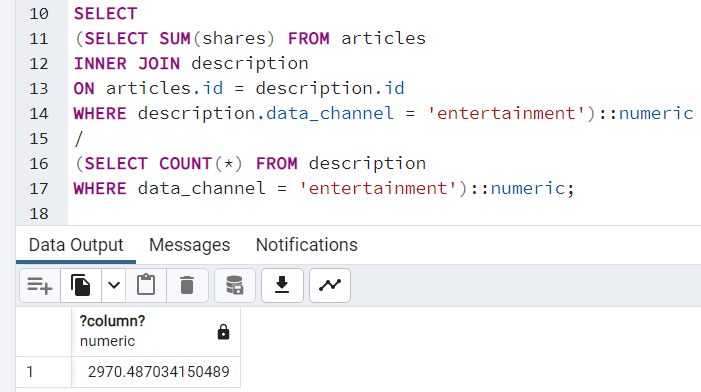 10 SELECT
11 (SELECT SUM(shares) FROM articles
12 INNER JOIN description
13 ON articles.id = description.id
14 WHERE description.data_channel = 'entertainment')::numeric
15 /
16 (SELECT COUNT(*) FROM description
17 WHERE data_channel = 'entertainment')::numeric;
18
Data Output Messages Notifications
?column?
numeric
1 2970.487034150489